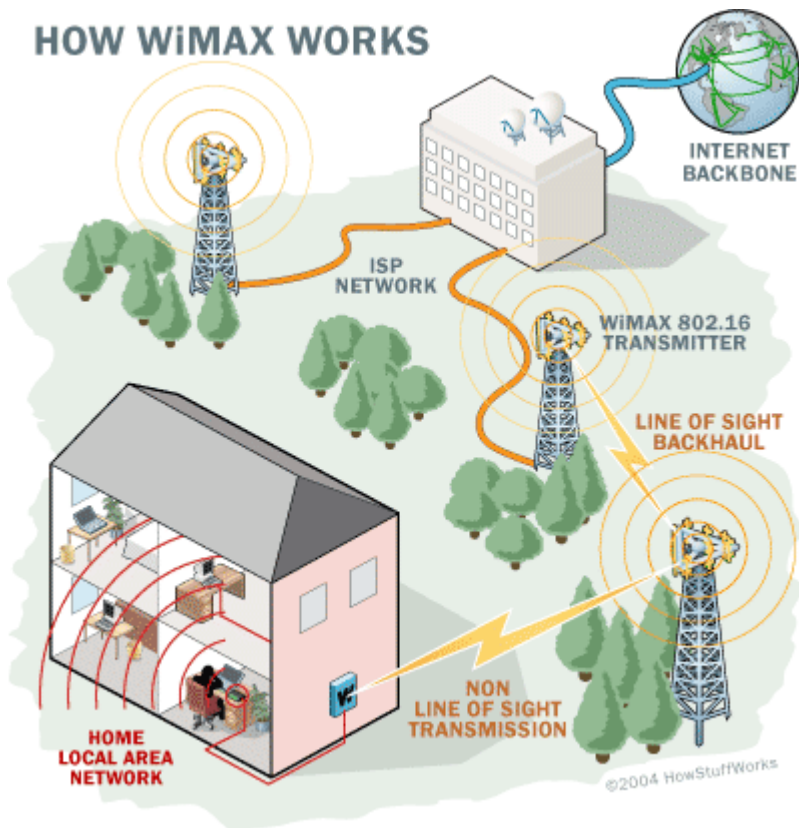 HOW WiMAX WORKS
INTERNET
BACKBONE
ISP
NETWORK
WiMAX 802.16
TRANSMITTER
LINE OF SIGHT
BACKHAUL
NON
LINE OF SIGHT
TRANSMISSION
HOME
LOCAL AREA
NETWORK
©2004 HowStuffWorks